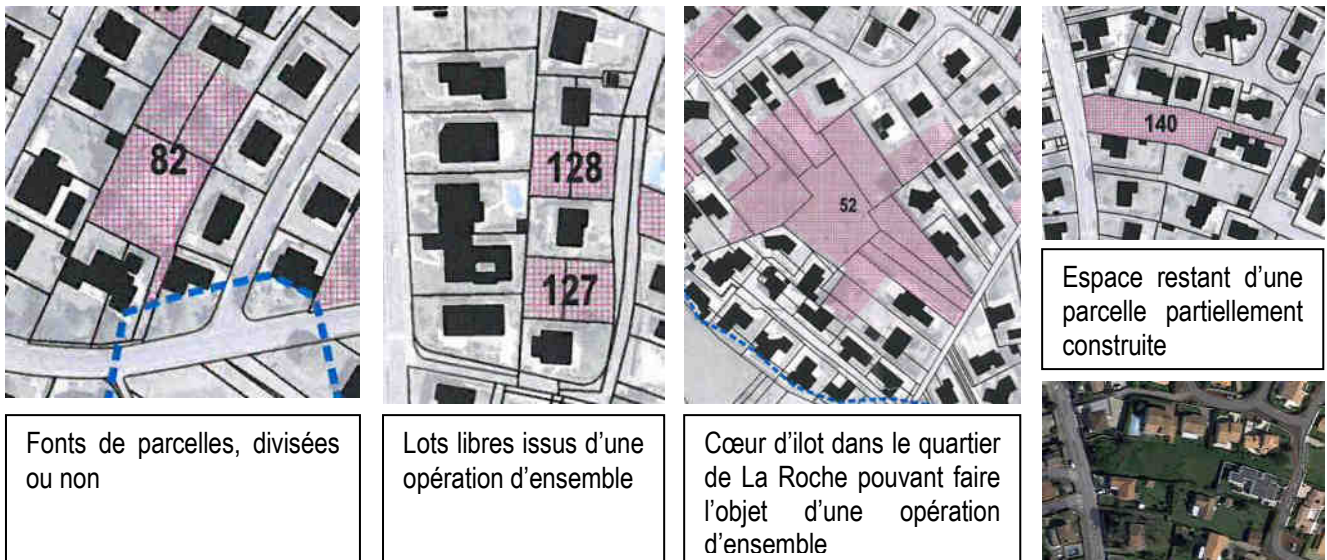 82
128
127
52
140
Fonts de parcelles, divisées
ou non
Lots libres issus d'une
opération d'ensemble
Cœur d'ilot dans le quartier
de La Roche pouvant faire
l'objet d'une opération
d'ensemble
Espace restant d'une
parcelle partiellement
construite